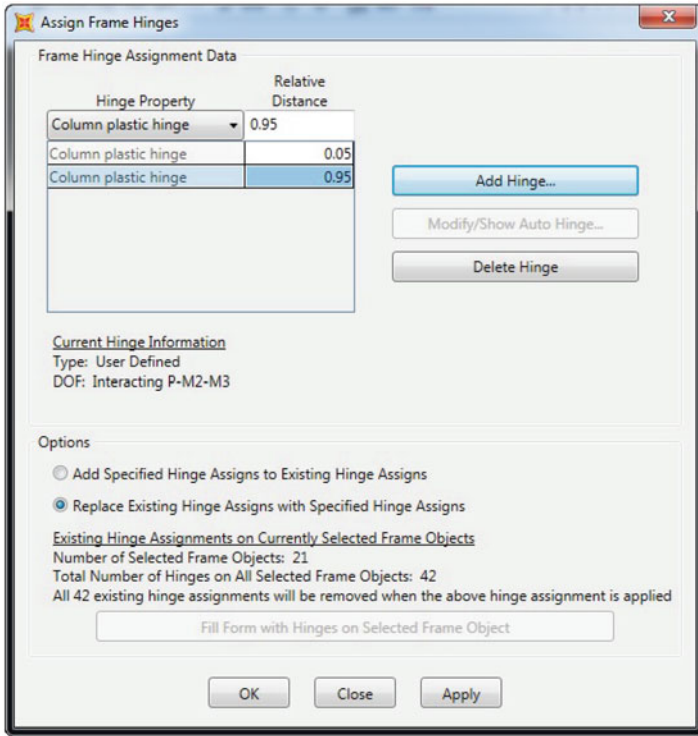 Assign Frame Hinges
Frame Hinge Assignment Data
Relative
Hinge Property Distance
Column plastic hinge 0.95
Column plastic hinge 0.05
Column plastic hinge 0.95
Add Hinge...
Modify/Show Auto Hinge...
Delete Hinge
Current Hinge Information
Type: User Defined
DOF: Interacting P-M2-M3
Options
Add Specified Hinge Assigns to Existing Hinge Assigns
Replace Existing Hinge Assigns with Specified Hinge Assigns
Existing Hinge Assignments on Currently Selected Frame Objects
Number of Selected Frame Objects: 21
Total Number of Hinges on All Selected Frame Objects: 42
All 42 existing hinge assignments will be removed when the above hinge assignment is applied
Fill Form with Hinges on Selected Frame Object
OK Close Apply